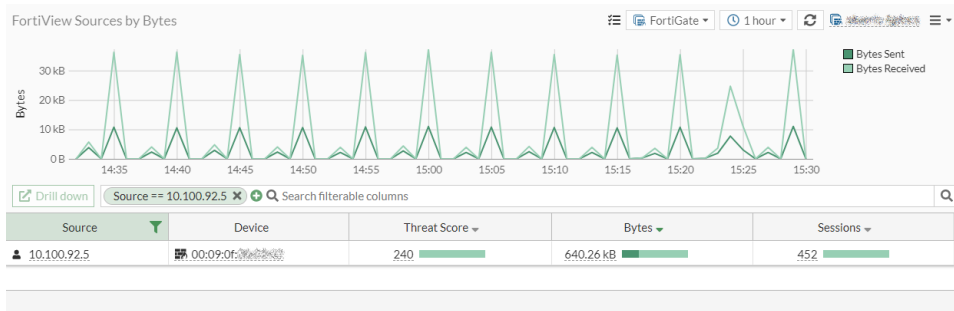 FortiView Sources by Bytes
FortiGate
1 hour
Bytes Sent
Bytes Received
Bytes
30 kB
20 kB
10 kB
0 B
14:35 14:40 14:45 14:50 14:55 15:00 15:05 15:10 15:15 15:20 15:25 15:30
Drill down
Source == 10.100.92.5
Search filterable columns
Source Device Threat Score Bytes Sessions
10.100.92.5 00:09:0f: 240 640.26 kB 452